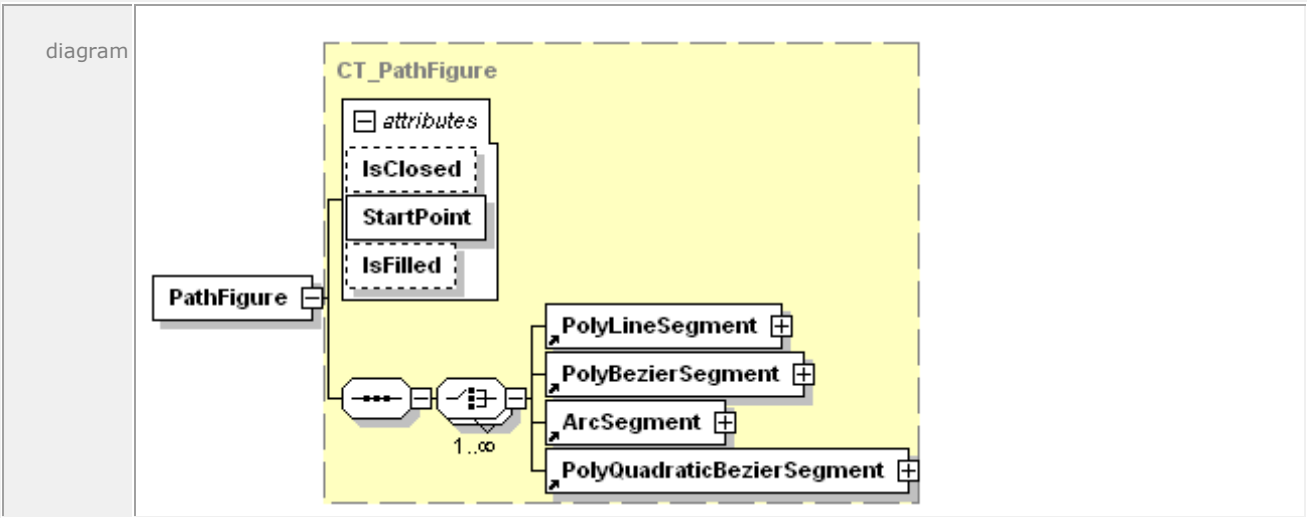 diagram
CT_PathFigure
attributes
IsClosed
StartPoint
IsFilled
PathFigure
PolyLineSegment
PolyBezierSegment
ArcSegment
1..∞
PolyQuadraticBezierSegment